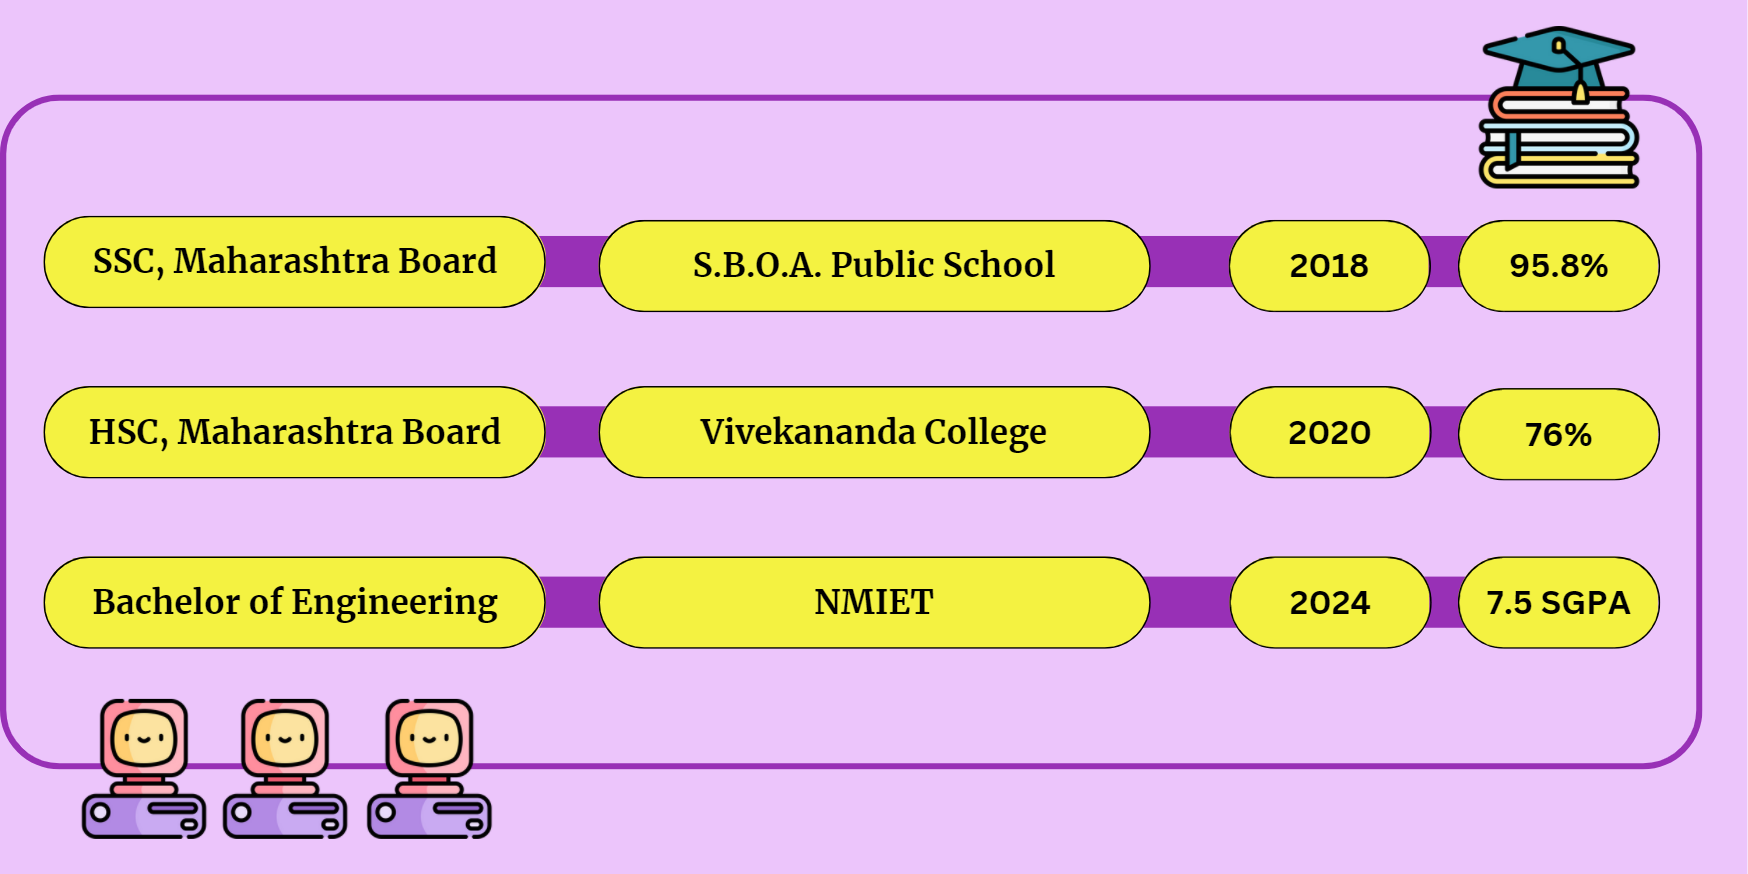 SSC, Maharashtra Board S.B.O.A. Public School 2018 95.8%
HSC, Maharashtra Board Vivekananda College 2020 76%
Bachelor of Engineering NMIET 2024 7.5 SGPA